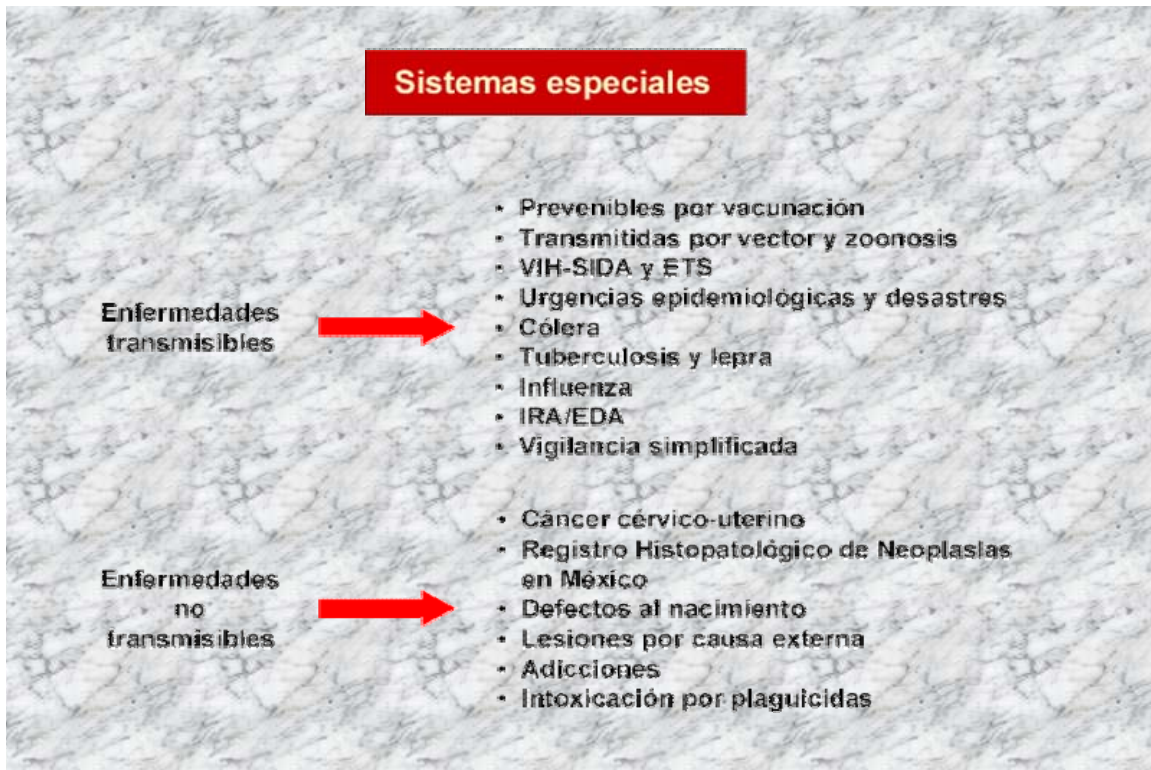 Sistemas especiales
Enfermedades
transmisibles
• Prevenibles por vacunación
• Transmitidas por vector y zoonosis
• VIH-SIDA y ETS
• Urgencias epidemiológicas y desastres
• Cólera
• Tuberculosis y lepra
• Influenza
• IRA/EDA
• Vigilancia simplificada
Enfermedades
no
transmisibles
• Cáncer cérvico-uterino
• Registro Histopatológico de Neoplasias
en México
• Defectos al nacimiento
• Lesiones por causa externa
• Adicciones
• Intoxicación por plaguicidas